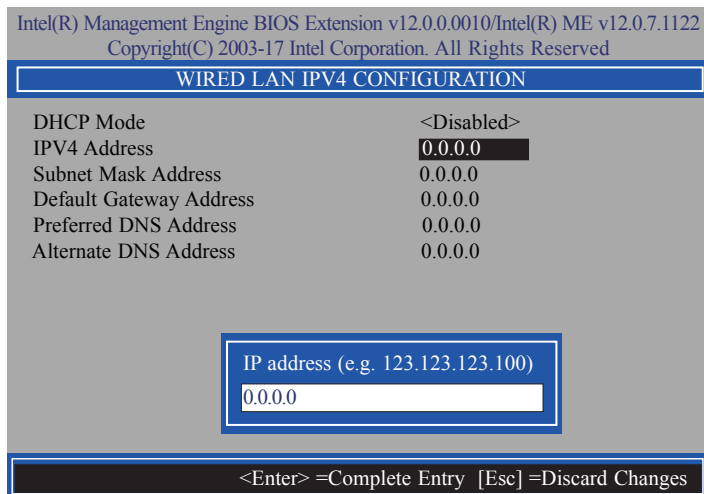 Intel(R) Management Engine BIOS Extension v12.0.0.0010/Intel(R) ME v12.0.7.1122
Copyright(C) 2003-17 Intel Corporation. All Rights Reserved
WIRED LAN IPV4 CONFIGURATION
DHCP Mode <Disabled>
IPV4 Address 0.0.0.0
Subnet Mask Address 0.0.0.0
Default Gateway Address 0.0.0.0
Preferred DNS Address 0.0.0.0
Alternate DNS Address 0.0.0.0
IP address (e.g. 123.123.123.100)
0.0.0.0
<Enter> =Complete Entry [Esc] =Discard Changes